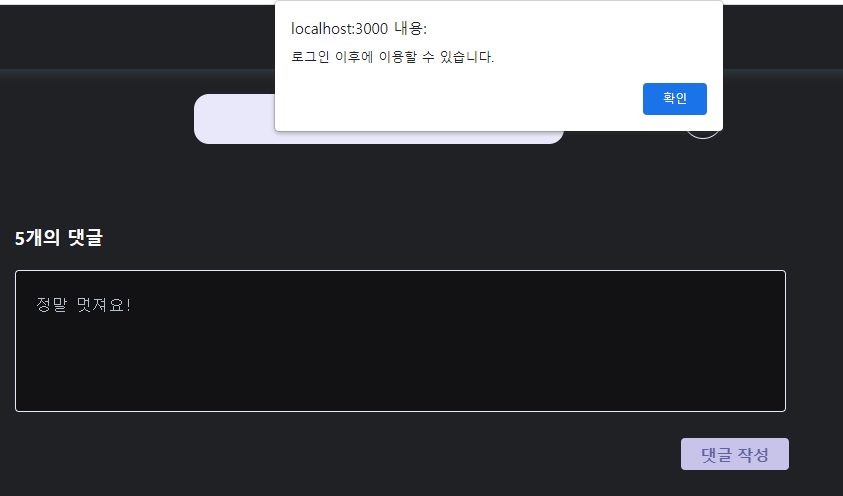 localhost:3000 내용:
로그인 이후에 이용할 수 있습니다.
확인
5개의 댓글
정말 멋져요!
댓글 작성